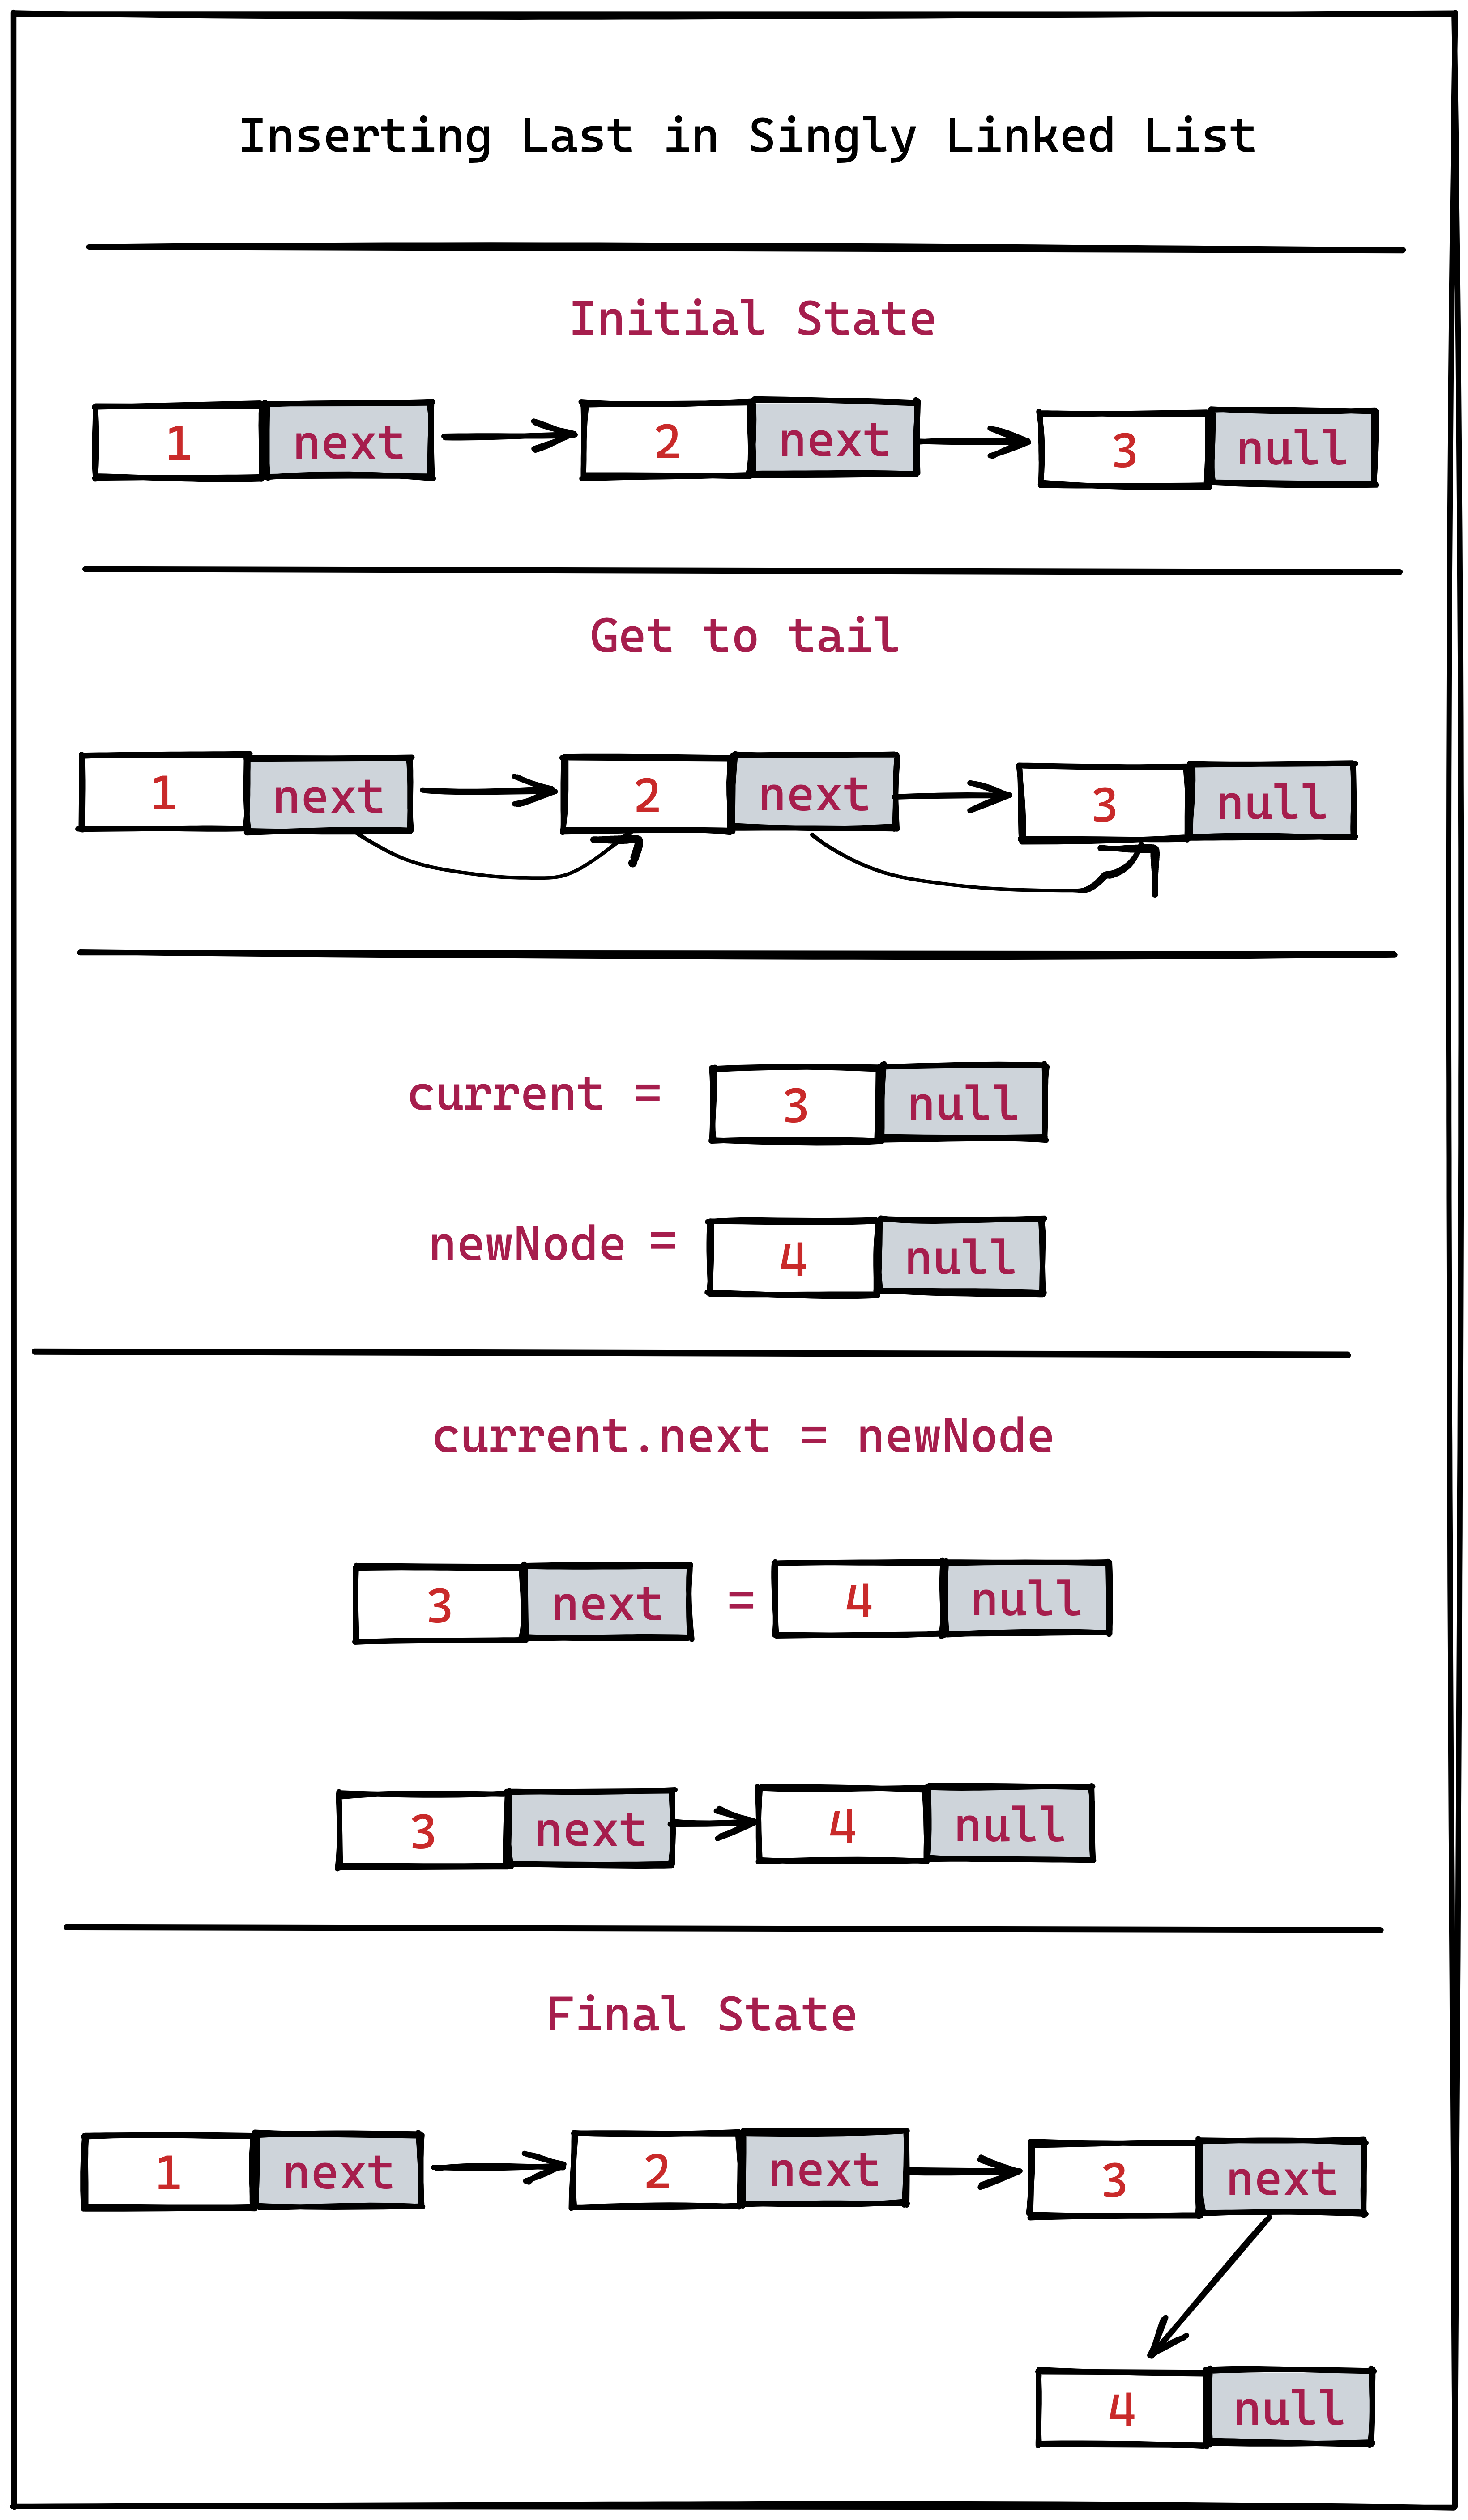 Inserting Last in Singly Linked List
Initial State
1 next 2 next 3 null
Get to tail
1 next 2 next 3 null
current = 3 null
newNode = 4 null
current.next = newNode
3 next = 4 null
3 next 4 null
Final State
1 next 2 next 3 next
4 null